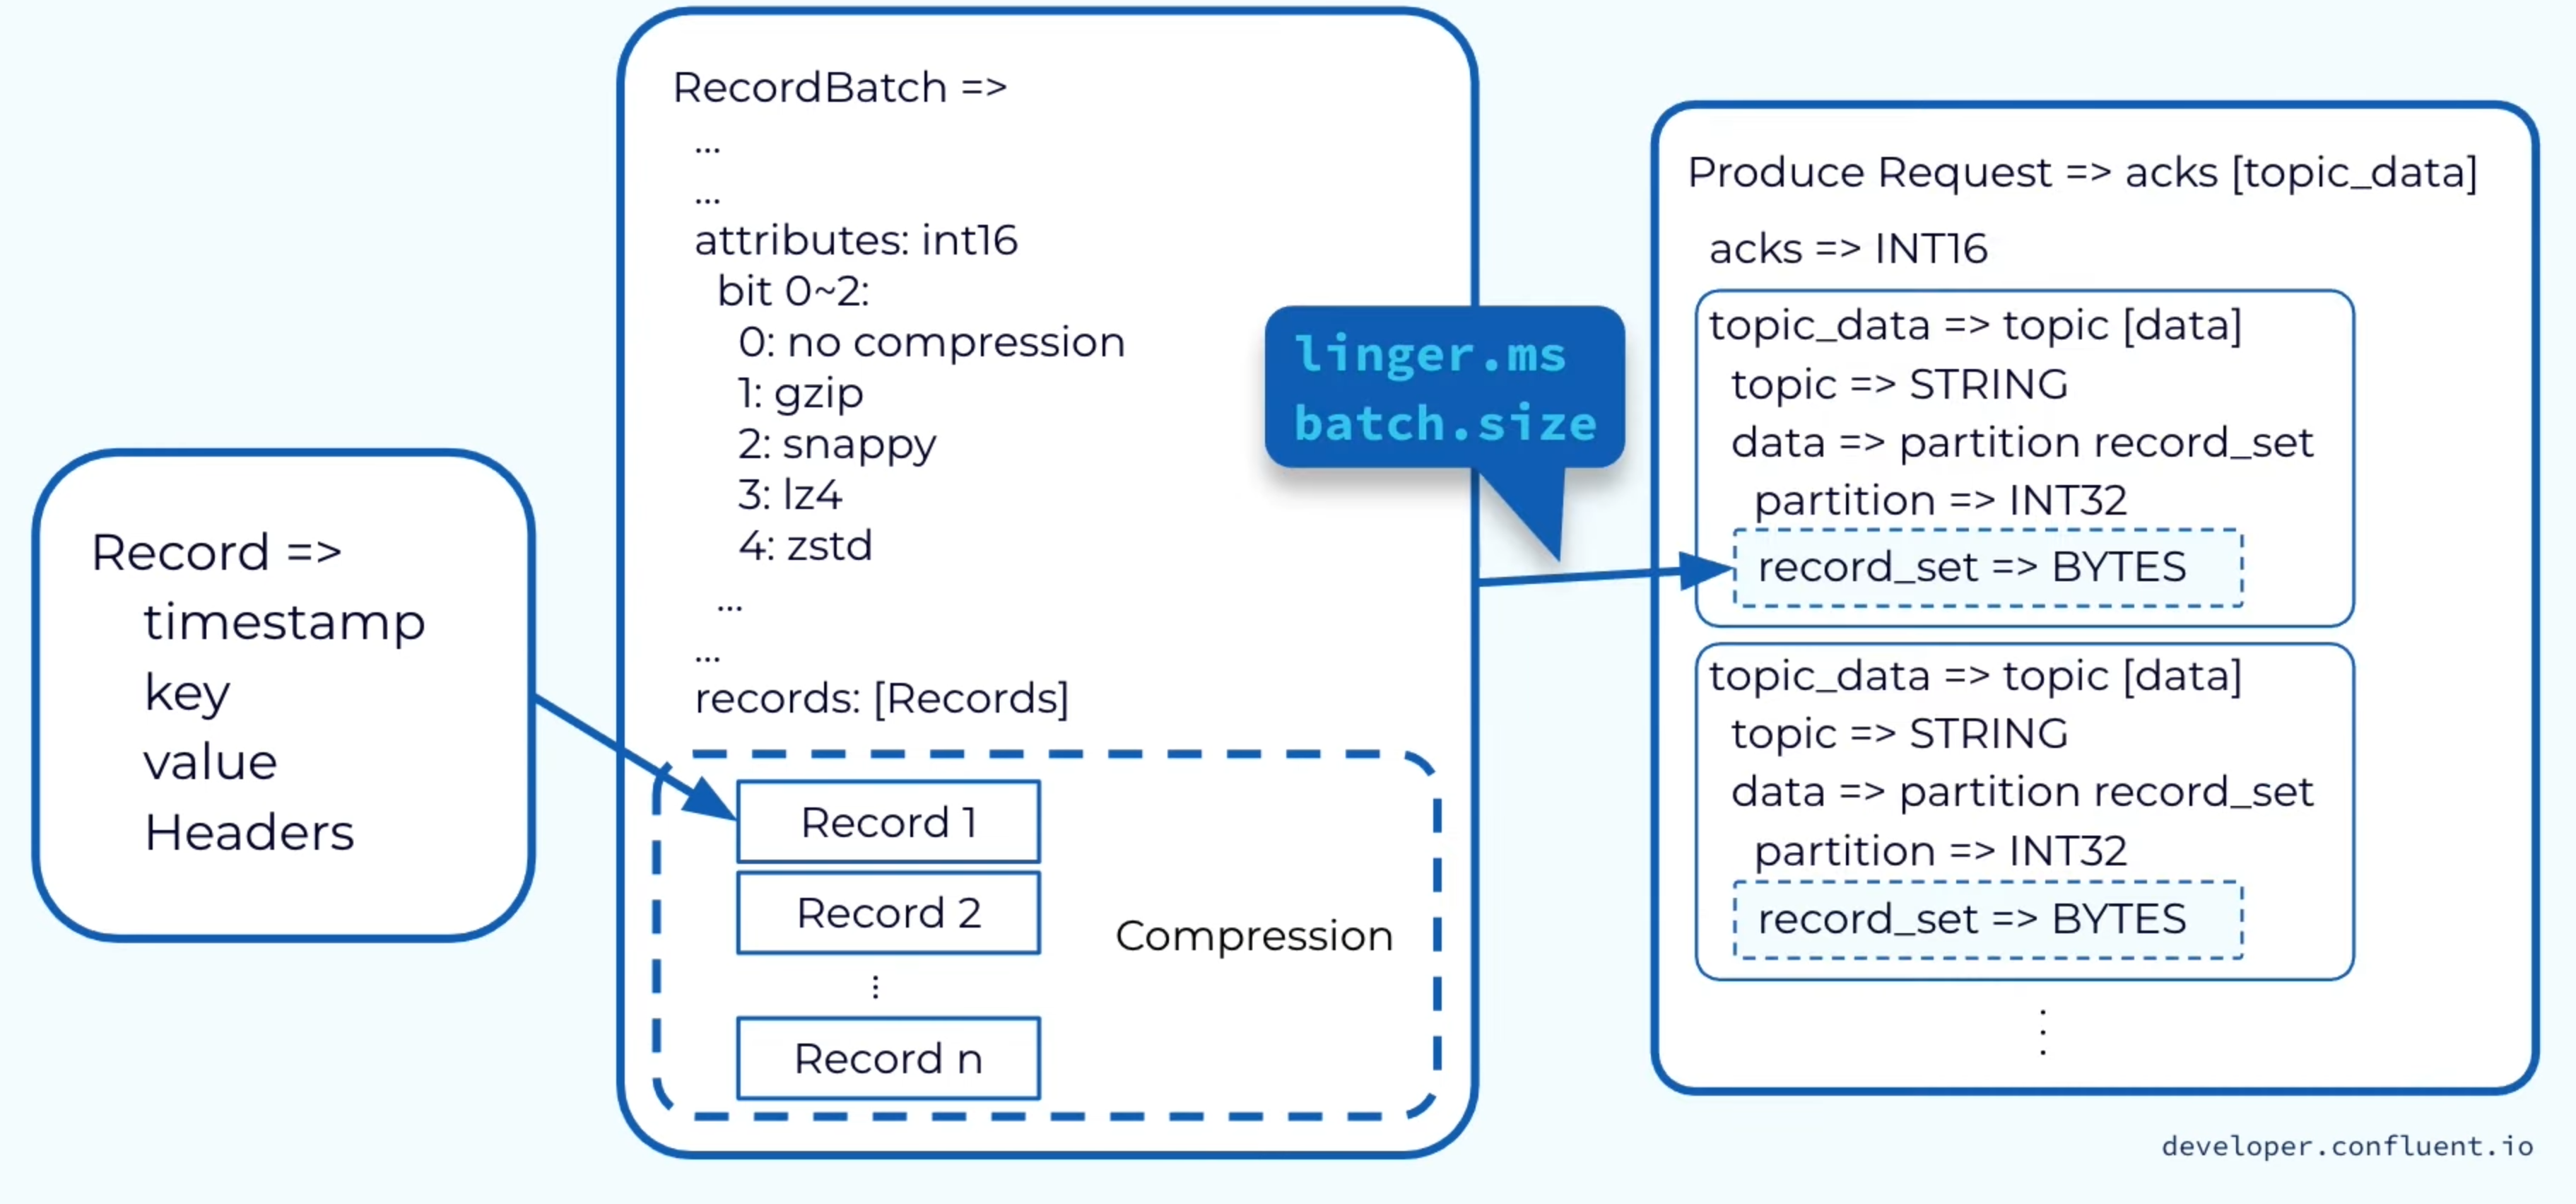 Record =>
timestamp
key
value
Headers
RecordBatch =>
...
...
attributes: int16
bit 0~2:
0: no compression
1: gzip
2: snappy
3: lz4
4: zstd
...
...
records: [Records]
Record 1
Record 2
⋮
Record n
Compression
linger.ms
batch.size
Produce Request => acks [topic_data]
acks => INT16
topic_data => topic [data]
topic => STRING
data => partition record_set
partition => INT32
record_set => BYTES
topic_data => topic [data]
topic => STRING
data => partition record_set
partition => INT32
record_set => BYTES
⋮
developer.confluent.io